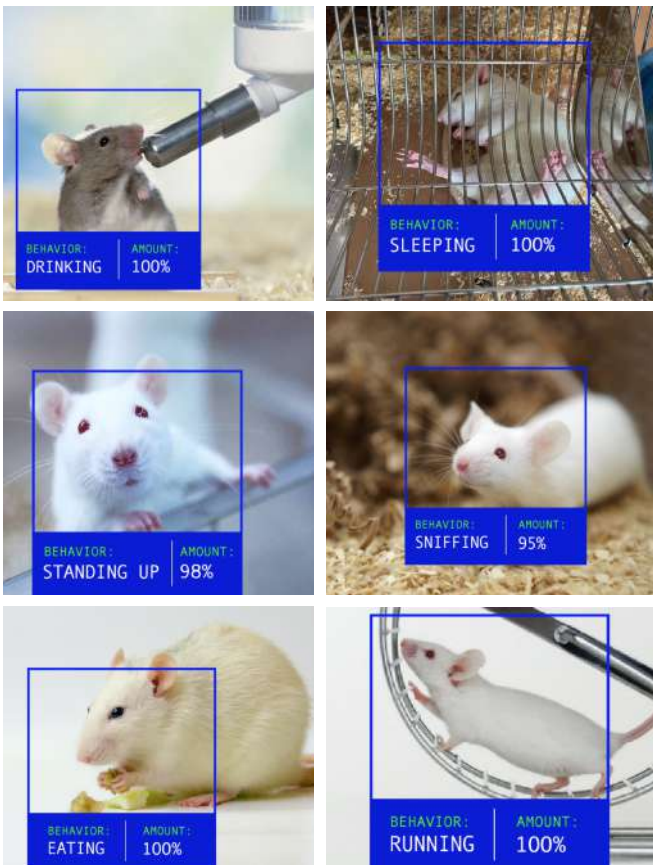 BEHAVIOR: AMOUNT:
DRINKING 100%
BEHAVIOR: AMOUNT:
SLEEPING 100%
BEHAVIOR: AMOUNT:
STANDING UP 98%
BEHAVIOR: AMOUNT:
SNIFFING 95%
BEHAVIOR: AMOUNT:
EATING 100%
BEHAVIOR: AMOUNT:
RUNNING 100%